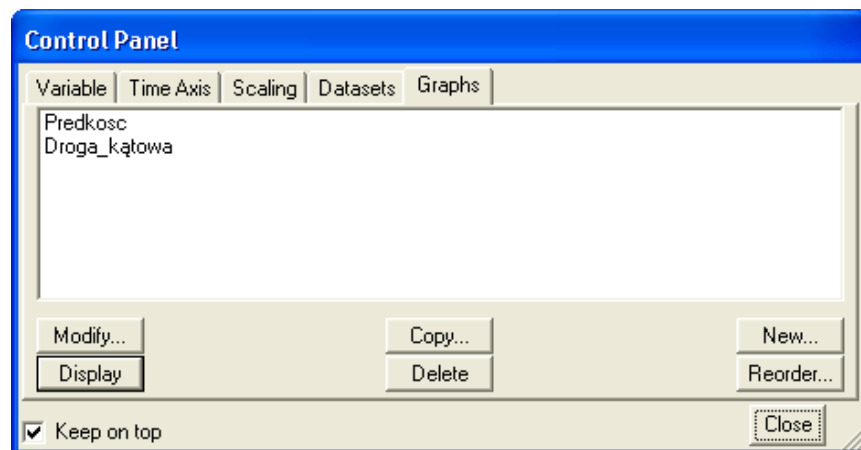 Control Panel
Variable Time Axis Scaling Datasets Graphs
Predkosc
Droga_kątowa
Modify... Copy... New...
Display Delete Reorder...
Keep on top Close